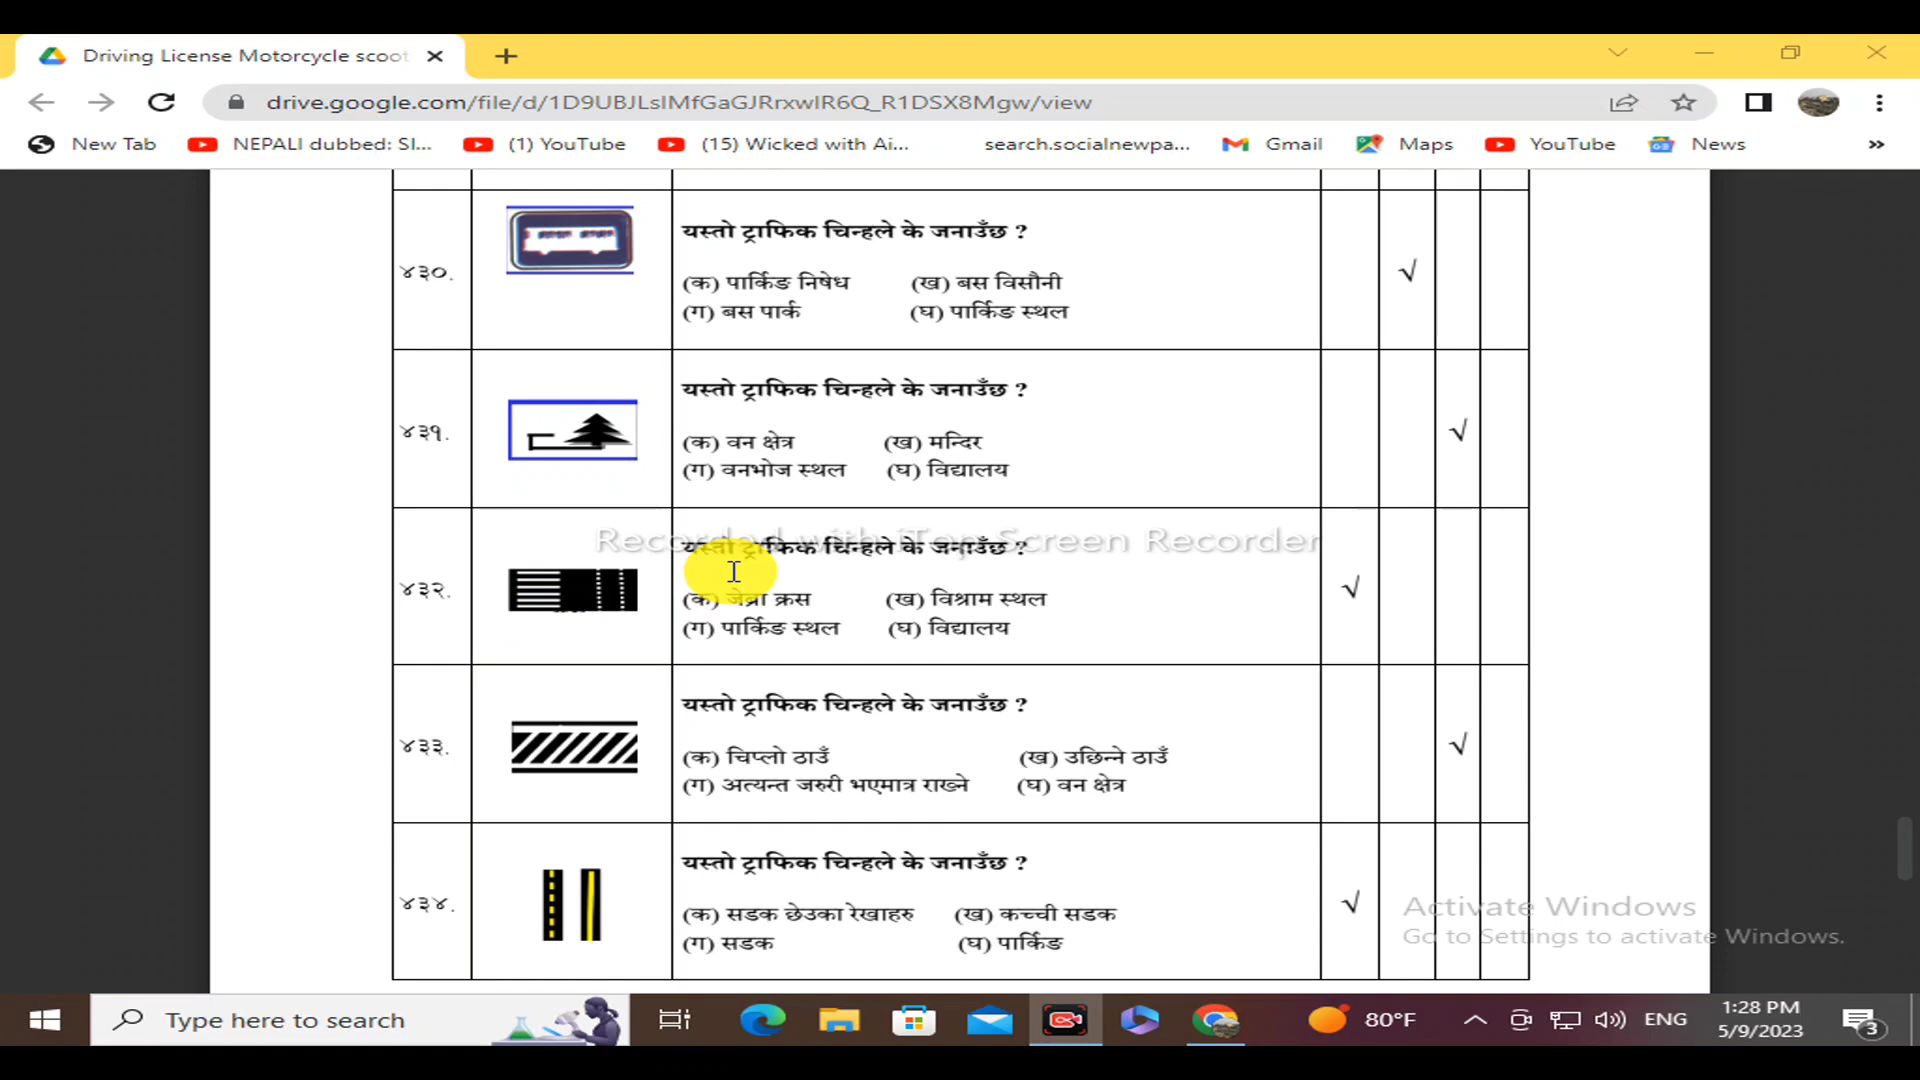 Driving License Motorcycle scoot
drive.google.com/file/d/1D9UBJLsIMfGaGJRrxwIR6Q_R1DSX8Mgw/view
New Tab
NEPALI dubbed: SI...
(1) YouTube
(15) Wicked with Ai...
search.socialnewpa...
Gmail
Maps
YouTube
News
»
४३०.
यस्तो ट्राफिक चिन्हले के जनाउँछ ?
(क) पार्किङ निषेध (ख) बस विसौनी
(ग) बस पार्क (घ) पार्किङ स्थल
√
४३१.
यस्तो ट्राफिक चिन्हले के जनाउँछ ?
(क) वन क्षेत्र (ख) मन्दिर
(ग) वनभोज स्थल (घ) विद्यालय
√
Recorded with iTop Screen Recorder
४३२.
यस्तो ट्राफिक चिन्हले के जनाउँछ ?
(क) जेब्रा क्रस (ख) विश्राम स्थल
(ग) पार्किङ स्थल (घ) विद्यालय
√
४३३.
यस्तो ट्राफिक चिन्हले के जनाउँछ ?
(क) चिप्लो ठाउँ (ख) उछिन्ने ठाउँ
(ग) अत्यन्त जरुरी भएमात्र राख्ने (घ) वन क्षेत्र
√
४३४.
यस्तो ट्राफिक चिन्हले के जनाउँछ ?
(क) सडक छेउका रेखाहरु (ख) कच्ची सडक
(ग) सडक (घ) पार्किङ
√
Activate Windows
Go to Settings to activate Windows.
Type here to search
80°F
ENG
1:28 PM
5/9/2023
3